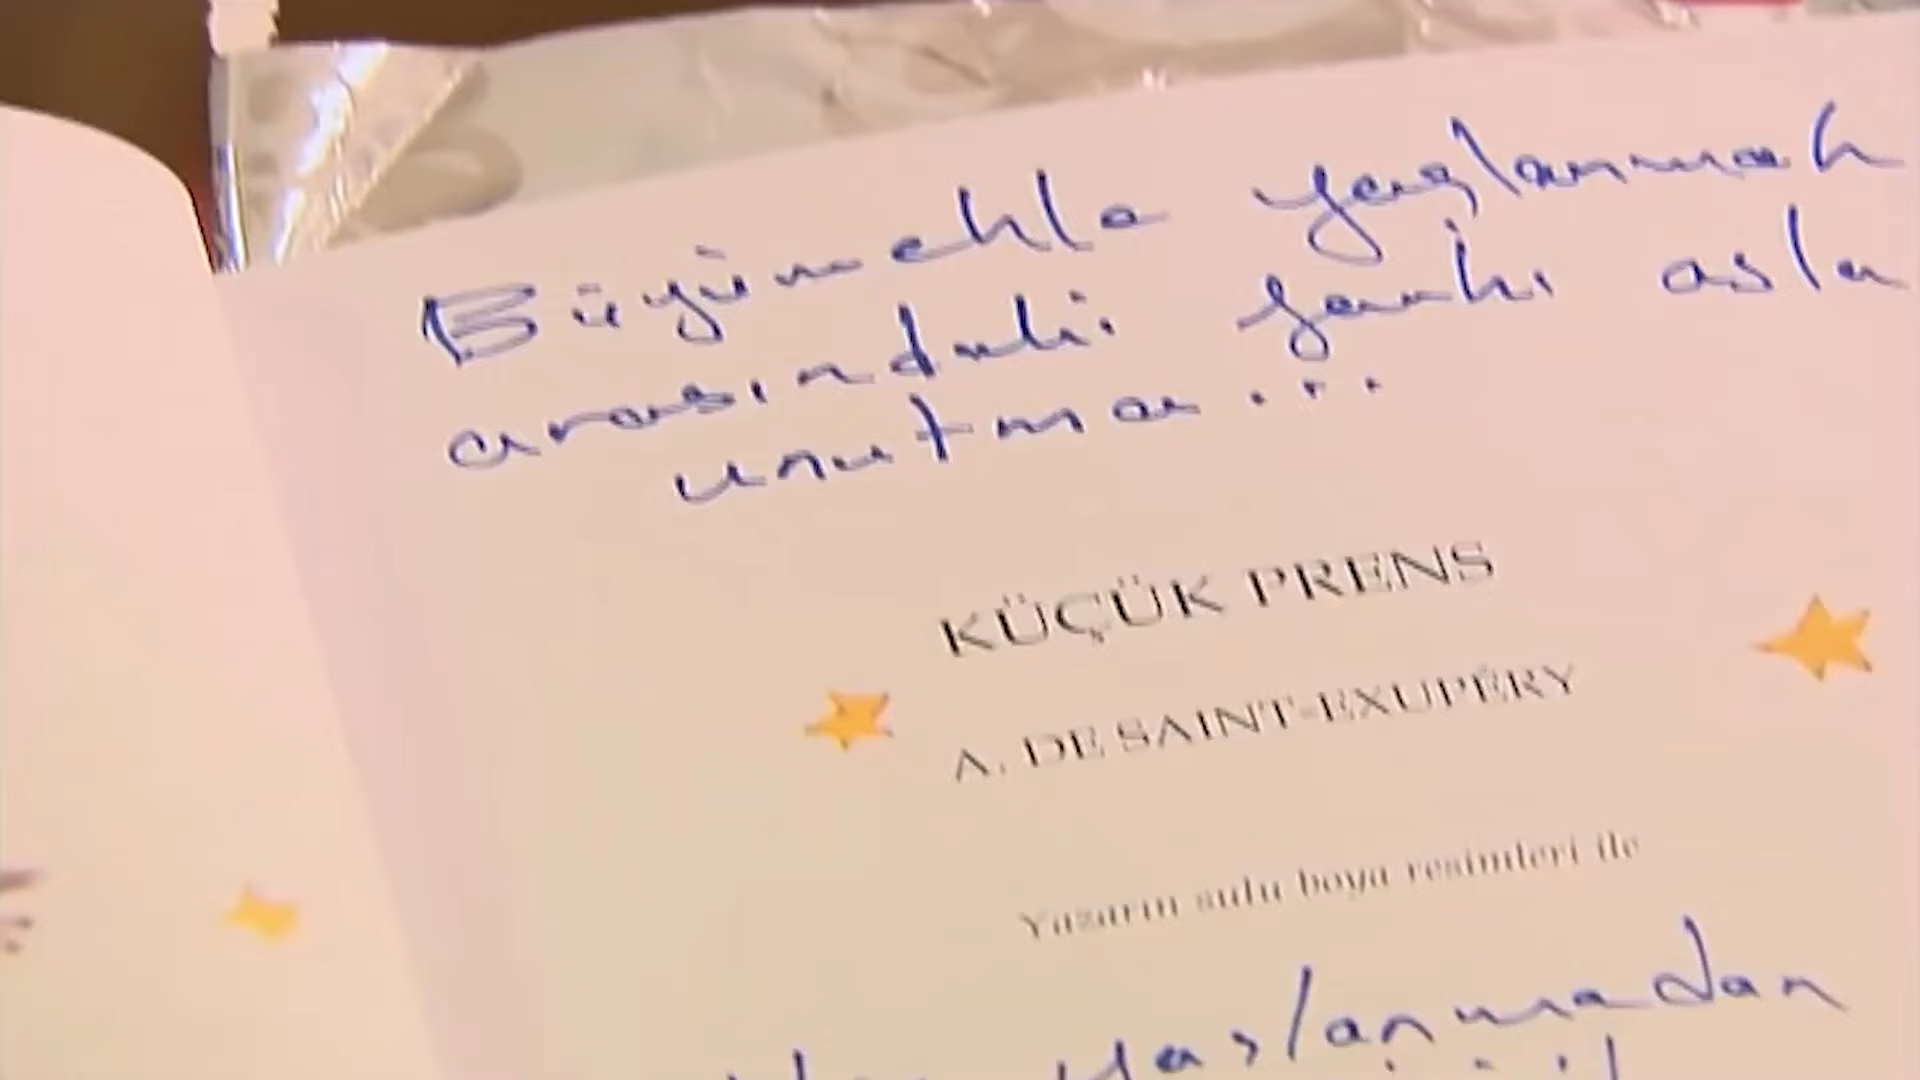 Büyümekle yaşlanmak
arasındaki farkı asla
unutma...
KÜÇÜK PRENS
A. DE SAINT-EXUPÉRY
Yazarın sulu boya resimleri ile
yaşlanmadan